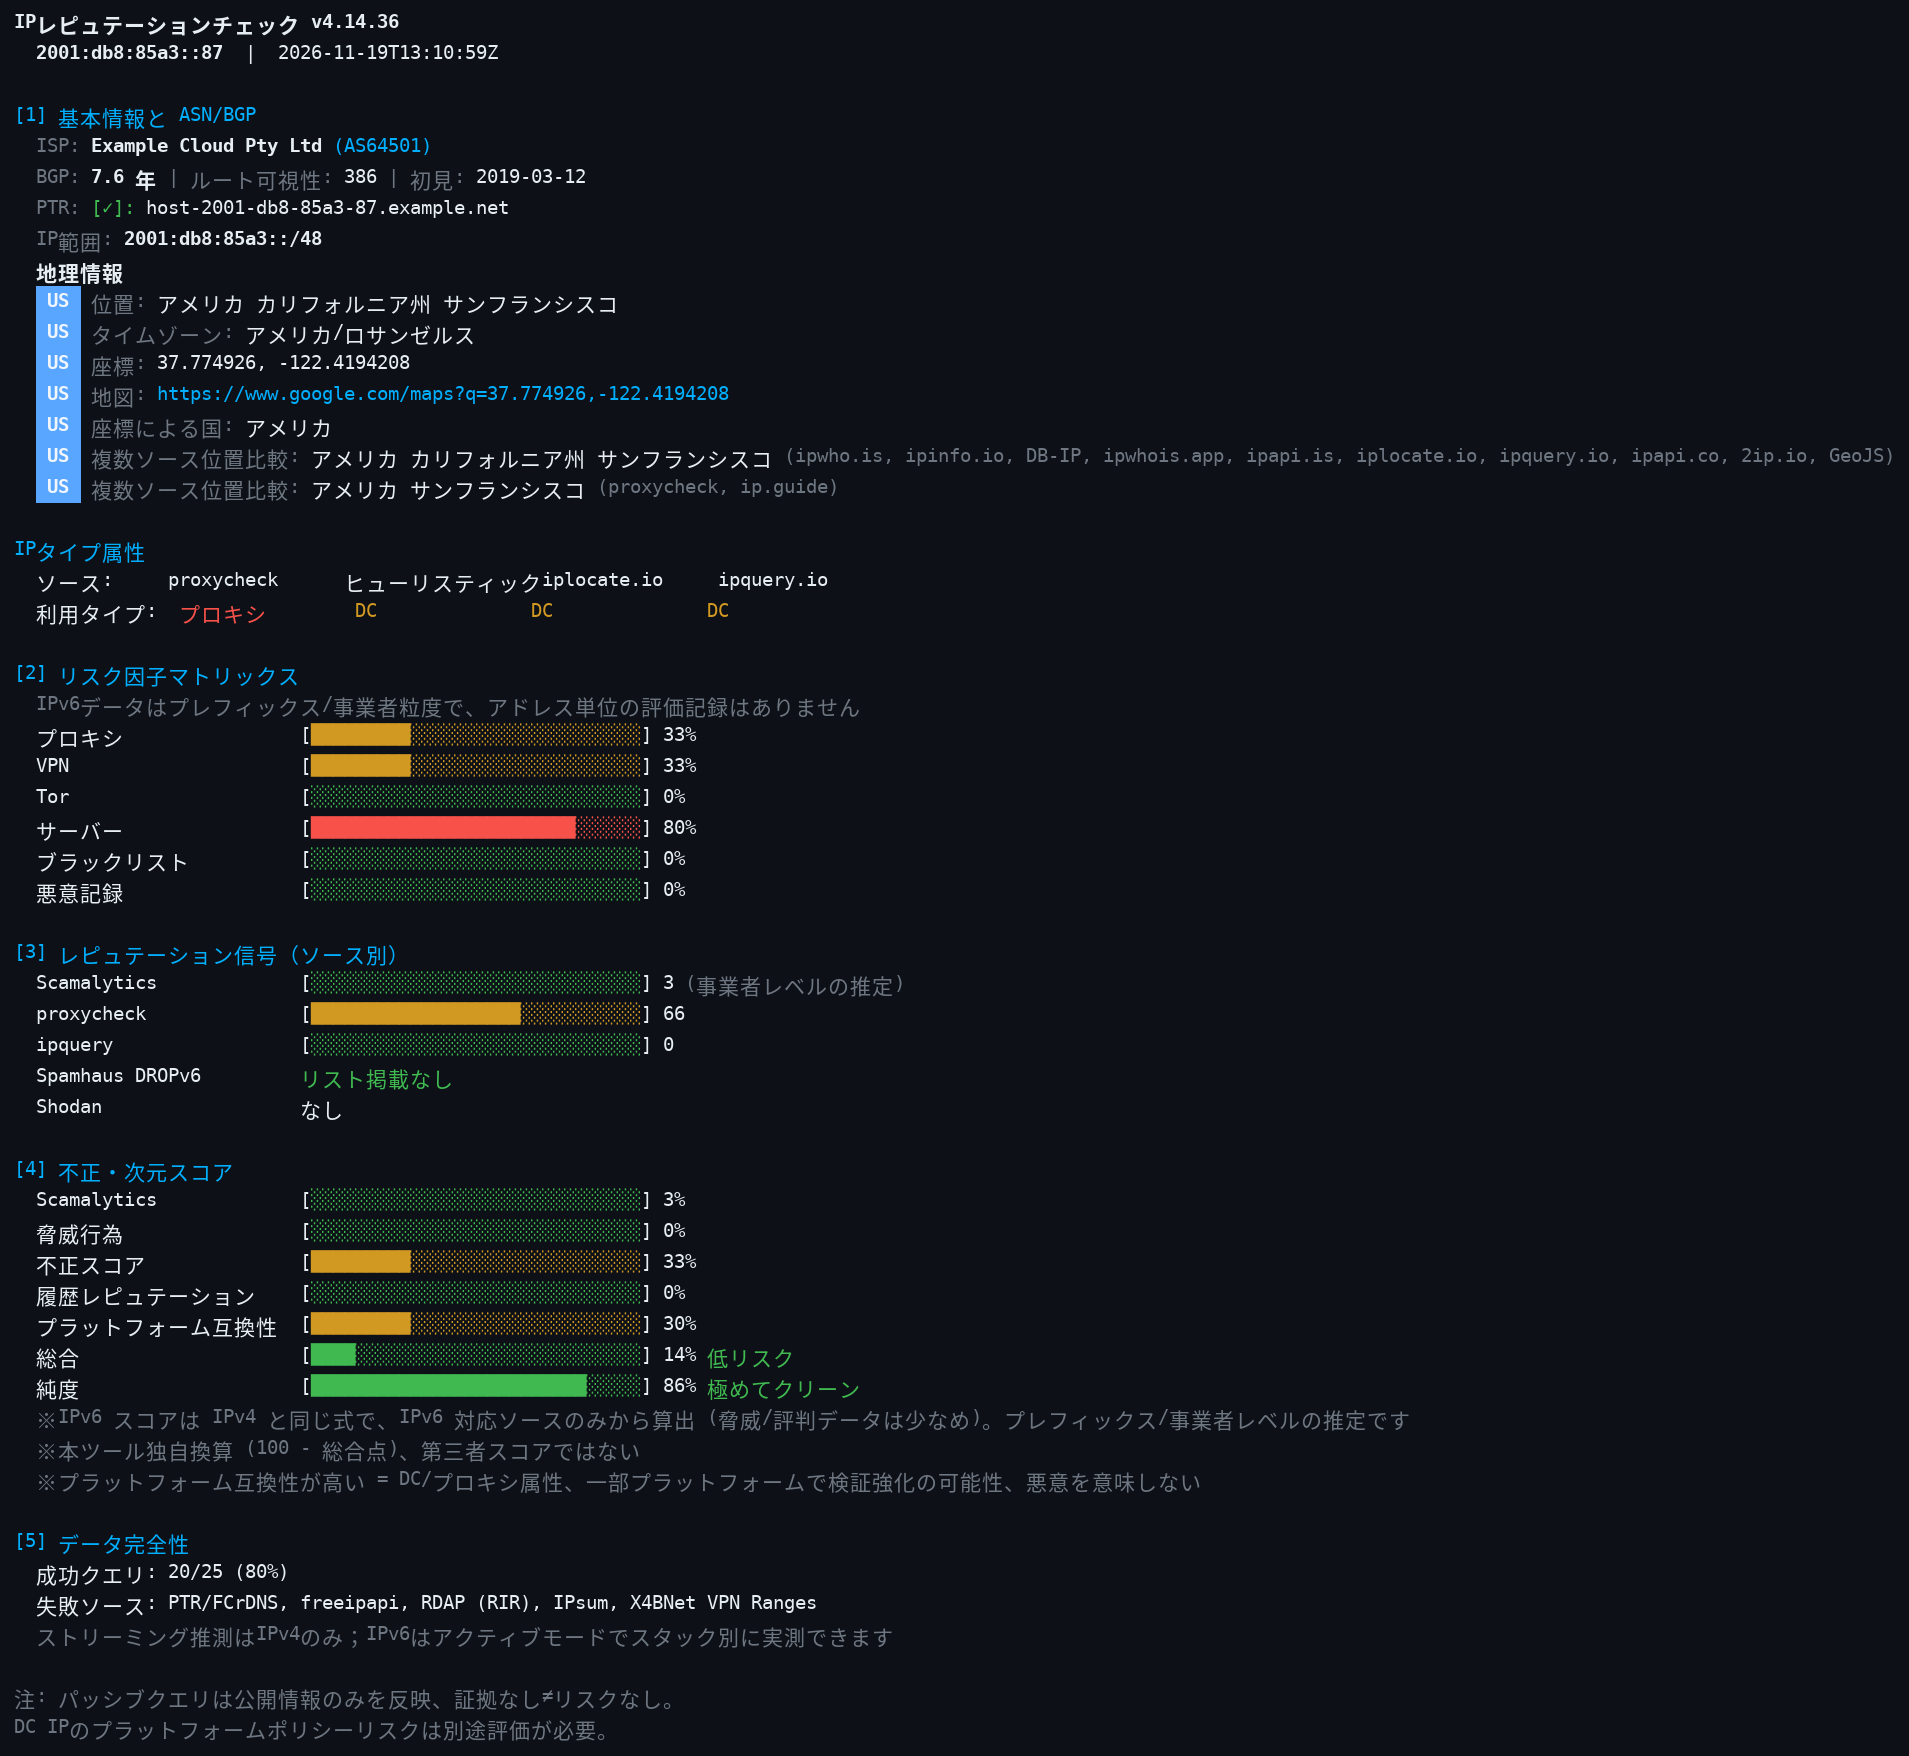 IPレピュテーションチェック v4.14.36
2001:db8:85a3::87  |  2026-11-19T13:10:59Z
[1] 基本情報と ASN/BGP
ISP: Example Cloud Pty Ltd (AS64501)
BGP: 7.6 年 | ルート可視性: 386 | 初見: 2019-03-12
PTR: [✓]: host-2001-db8-85a3-87.example.net
IP範囲: 2001:db8:85a3::/48
地理情報
US 位置: アメリカ カリフォルニア州 サンフランシスコ
US タイムゾーン: アメリカ/ロサンゼルス
US 座標: 37.774926, -122.4194208
US 地図: https://www.google.com/maps?q=37.774926,-122.4194208
US 座標による国: アメリカ
US 複数ソース位置比較: アメリカ カリフォルニア州 サンフランシスコ (ipwho.is, ipinfo.io, DB-IP, ipwhois.app, ipapi.is, iplocate.io, ipquery.io, ipapi.co, 2ip.io, GeoJS)
US 複数ソース位置比較: アメリカ サンフランシスコ (proxycheck, ip.guide)
IPタイプ属性
ソース: proxycheck ヒューリスティックiplocate.io ipquery.io
利用タイプ: プロキシ DC DC DC
[2] リスク因子マトリックス
IPv6データはプレフィックス/事業者粒度で、アドレス単位の評価記録はありません
プロキシ [] 33%
VPN [] 33%
Tor [] 0%
サーバー [] 80%
ブラックリスト [] 0%
悪意記録 [] 0%
[3] レピュテーション信号（ソース別）
Scamalytics [] 3 (事業者レベルの推定)
proxycheck [] 66
ipquery [] 0
Spamhaus DROPv6 リスト掲載なし
Shodan なし
[4] 不正・次元スコア
Scamalytics [] 3%
脅威行為 [] 0%
不正スコア [] 33%
履歴レピュテーション [] 0%
プラットフォーム互換性 [] 30%
総合 [] 14% 低リスク
純度 [] 86% 極めてクリーン
※IPv6 スコアは IPv4 と同じ式で、IPv6 対応ソースのみから算出 (脅威/評判データは少なめ)。プレフィックス/事業者レベルの推定です
※本ツール独自換算 (100 - 総合点)、第三者スコアではない
※プラットフォーム互換性が高い = DC/プロキシ属性、一部プラットフォームで検証強化の可能性、悪意を意味しない
[5] データ完全性
成功クエリ: 20/25 (80%)
失敗ソース: PTR/FCrDNS, freeipapi, RDAP (RIR), IPsum, X4BNet VPN Ranges
ストリーミング推測はIPv4のみ；IPv6はアクティブモードでスタック別に実測できます
注: パッシブクエリは公開情報のみを反映、証拠なし≠リスクなし。
DC IPのプラットフォームポリシーリスクは別途評価が必要。